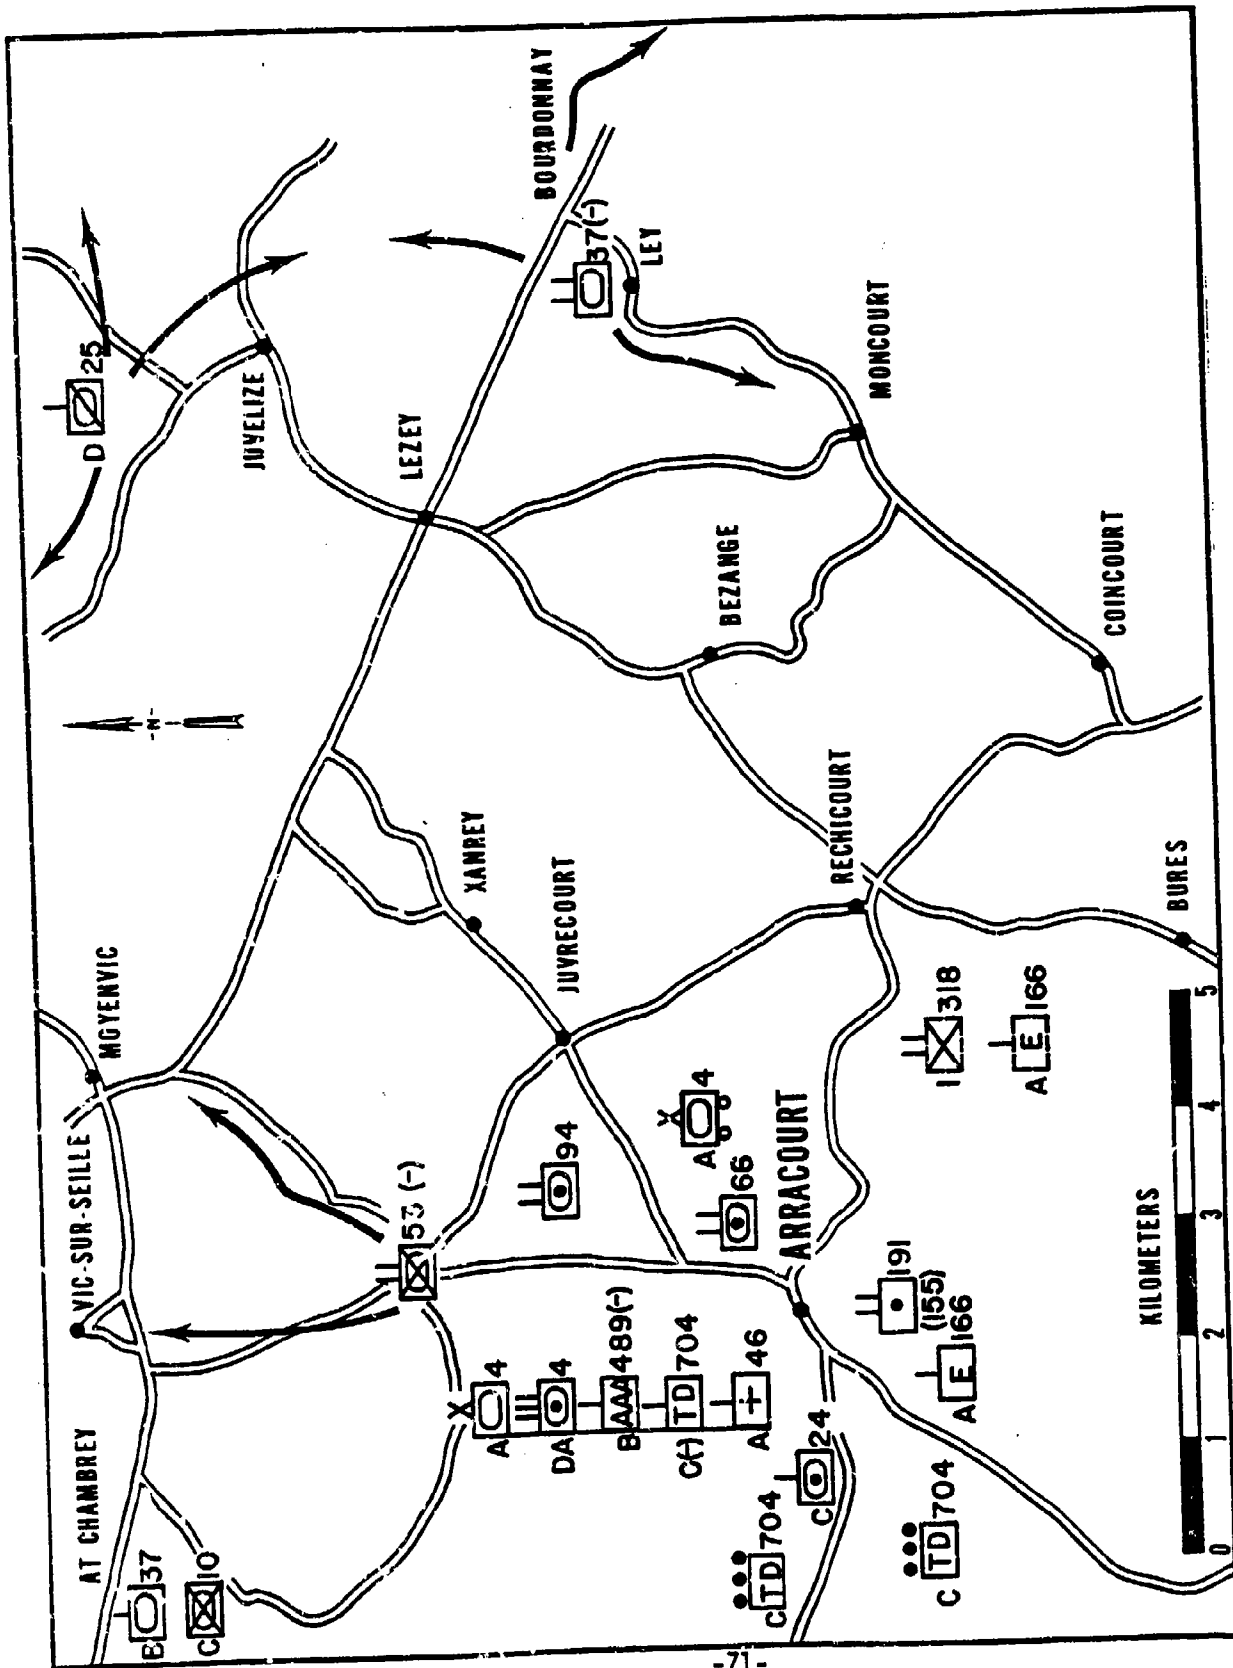 AT CHAMBREY
VIC-SUR-SEILLE
MOYENVIC
B 37
C 10
53 (-)
D 25
JUVELIZE
LEZEY
BOURDONNAY
37(-)
LEY
-N-
XANREY
JUVRECOURT
MONCOURT
BEZANGE
COINCOURT
RECHICOURT
BURES
94
A 4
66
ARRACOURT
A 4
DA 4
B AAA 489(-)
C(-) TD 704
A 46
C TD 704
C 24
191
(155)
A E 166
C TD 704
1 318
A E 166
KILOMETERS
0 1 2 3 4 5
-71-